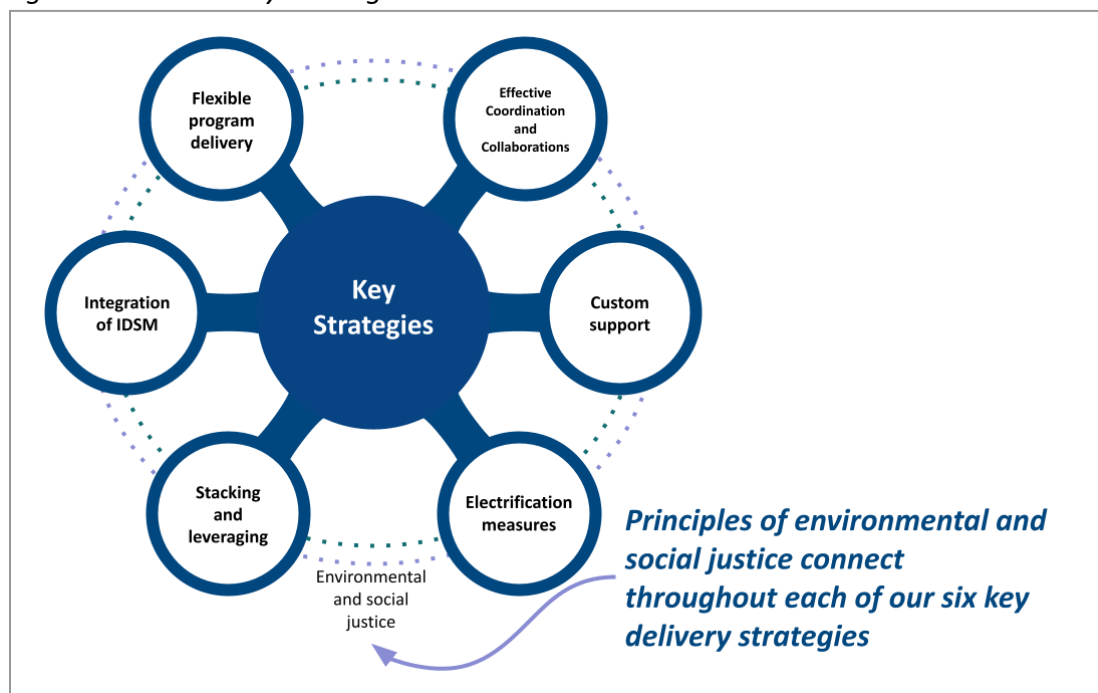 Flexible
program
delivery
Effective
Coordination
and
Collaborations
Integration
of IDSM
Key
Strategies
Custom
support
Stacking
and
leveraging
Electrification
measures
Environmental
and social
justice
Principles of environmental and
social justice connect
throughout each of our six key
delivery strategies